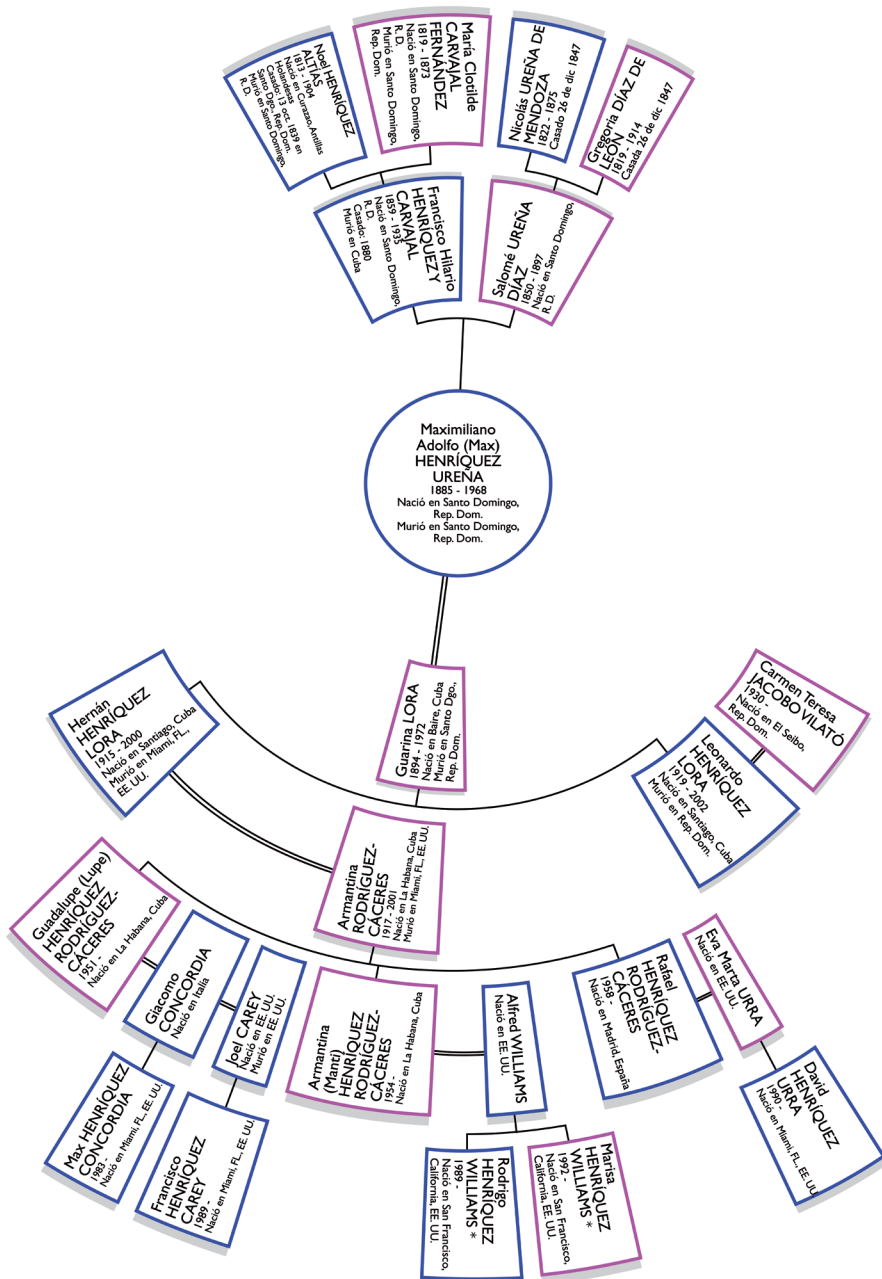 Noel HENRÍQUEZ
ALTÍAS
1813 - 1904
Nació en Curazao, Antillas
Holandesas
Casado: 13 oct. 1839 en
Santo Dgo., Rep. Dom.
Murió en Santo Domingo,
R. D.
María Clotilde
CARVAJAL
FERNÁNDEZ
1819 - 1873
Nació en Santo Domingo,
R. D.
Murió en Santo Domingo,
Rep. Dom.
Nicolás UREÑA DE
MENDOZA
1822 - 1875
Casado 26 de dic 1847
Gregoria DÍAZ DE
LEÓN
1819 - 1914
Casada 26 de dic 1847
Francisco Hilario
HENRÍQUEZ Y
CARVAJAL
1859 - 1935
Nació en Santo Domingo,
R. D.
Casado: 1880
Murió en Cuba
Salomé UREÑA
DÍAZ
1850 - 1897
Nació en Santo Domingo,
R. D.
Maximiliano
Adolfo (Max)
HENRÍQUEZ
UREÑA
1885 - 1968
Nació en Santo Domingo,
Rep. Dom.
Murió en Santo Domingo,
Rep. Dom.
Guarina LORA
1894 - 1972
Nació en Baire, Cuba
Murió en Santo Dgo.,
Rep. Dom.
Hernán
HENRÍQUEZ
LORA
1915 - 2000
Nació en Santiago, Cuba
Murió en Miami, FL.,
EE. UU.
Armantina
RODRÍGUEZ-
CÁCERES
1917 - 2001
Nació en La Habana, Cuba
Murió en Miami, FL., EE. UU.
Leonardo
HENRÍQUEZ
LORA
1919 - 2002
Nació en Santiago, Cuba
Murió en Rep. Dom.
Carmen Teresa
JACOBO VILATÓ
1930 -
Nació en El Seibo,
Rep. Dom.
Guadalupe (Lupe)
HENRÍQUEZ
RODRÍGUEZ-
CÁCERES
1951 -
Nació en La Habana, Cuba
Giacomo
CONCORDIA
Nació en Italia
Joel CAREY
Nació en EE. UU.
Murió en EE. UU.
Armantina
(Manti)
HENRÍQUEZ
RODRÍGUEZ-
CÁCERES
1954 -
Nació en La Habana, Cuba
Alfred WILLIAMS
Nació en EE. UU.
Rafael
HENRÍQUEZ
RODRÍGUEZ-
CÁCERES
1958 -
Nació en Madrid, España
Eva Marta URRA
Nació en EE. UU.
Max HENRÍQUEZ
CONCORDIA
1983 -
Nació en Miami, FL., EE. UU.
Francisco
HENRÍQUEZ
CAREY
1989 -
Nació en Miami, FL., EE. UU.
Rodrigo
HENRÍQUEZ
WILLIAMS *
1989 -
Nació en San Francisco,
California, EE. UU.
Marisa
HENRÍQUEZ
WILLIAMS *
1992 -
Nació en San Francisco,
California, EE. UU.
David
HENRÍQUEZ
URRA
1990 -
Nació en Miami, FL., EE. UU.